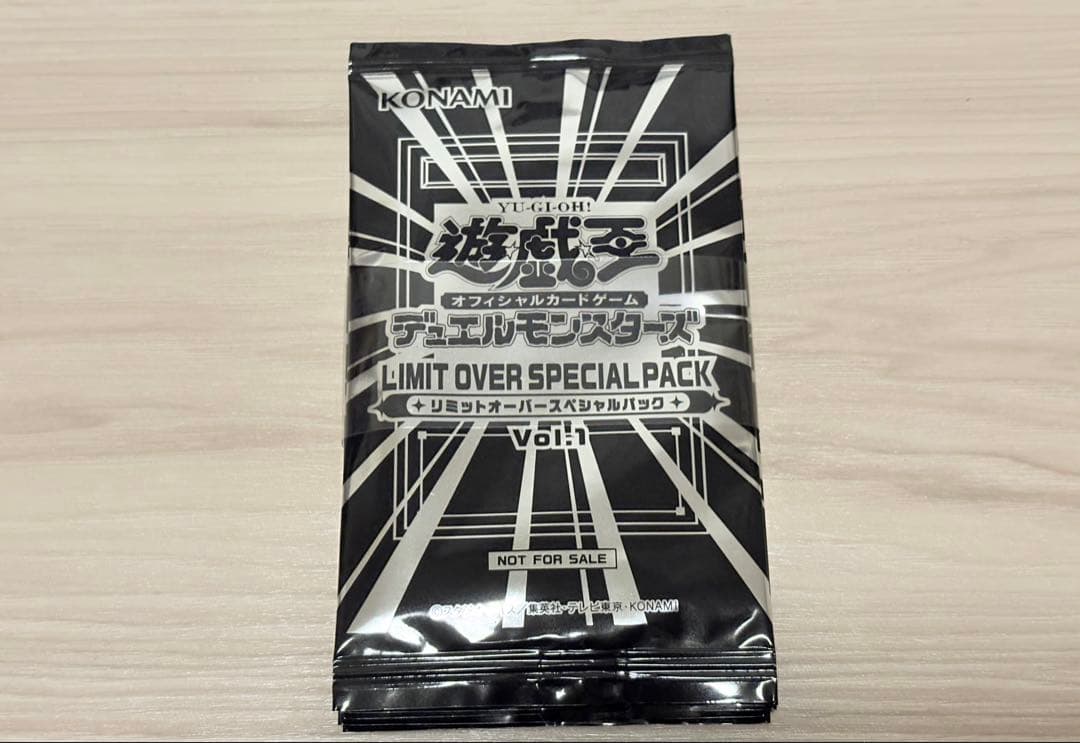 KONAMI
YU-GI-OH!
遊☆戯☆王
オフィシャルカードゲーム
デュエルモンスターズ
LIMIT OVER SPECIAL PACK
リミットオーバースペシャルパック
Vol.1
NOT FOR SALE
ス/集英社・テレビ東京・KONAMI